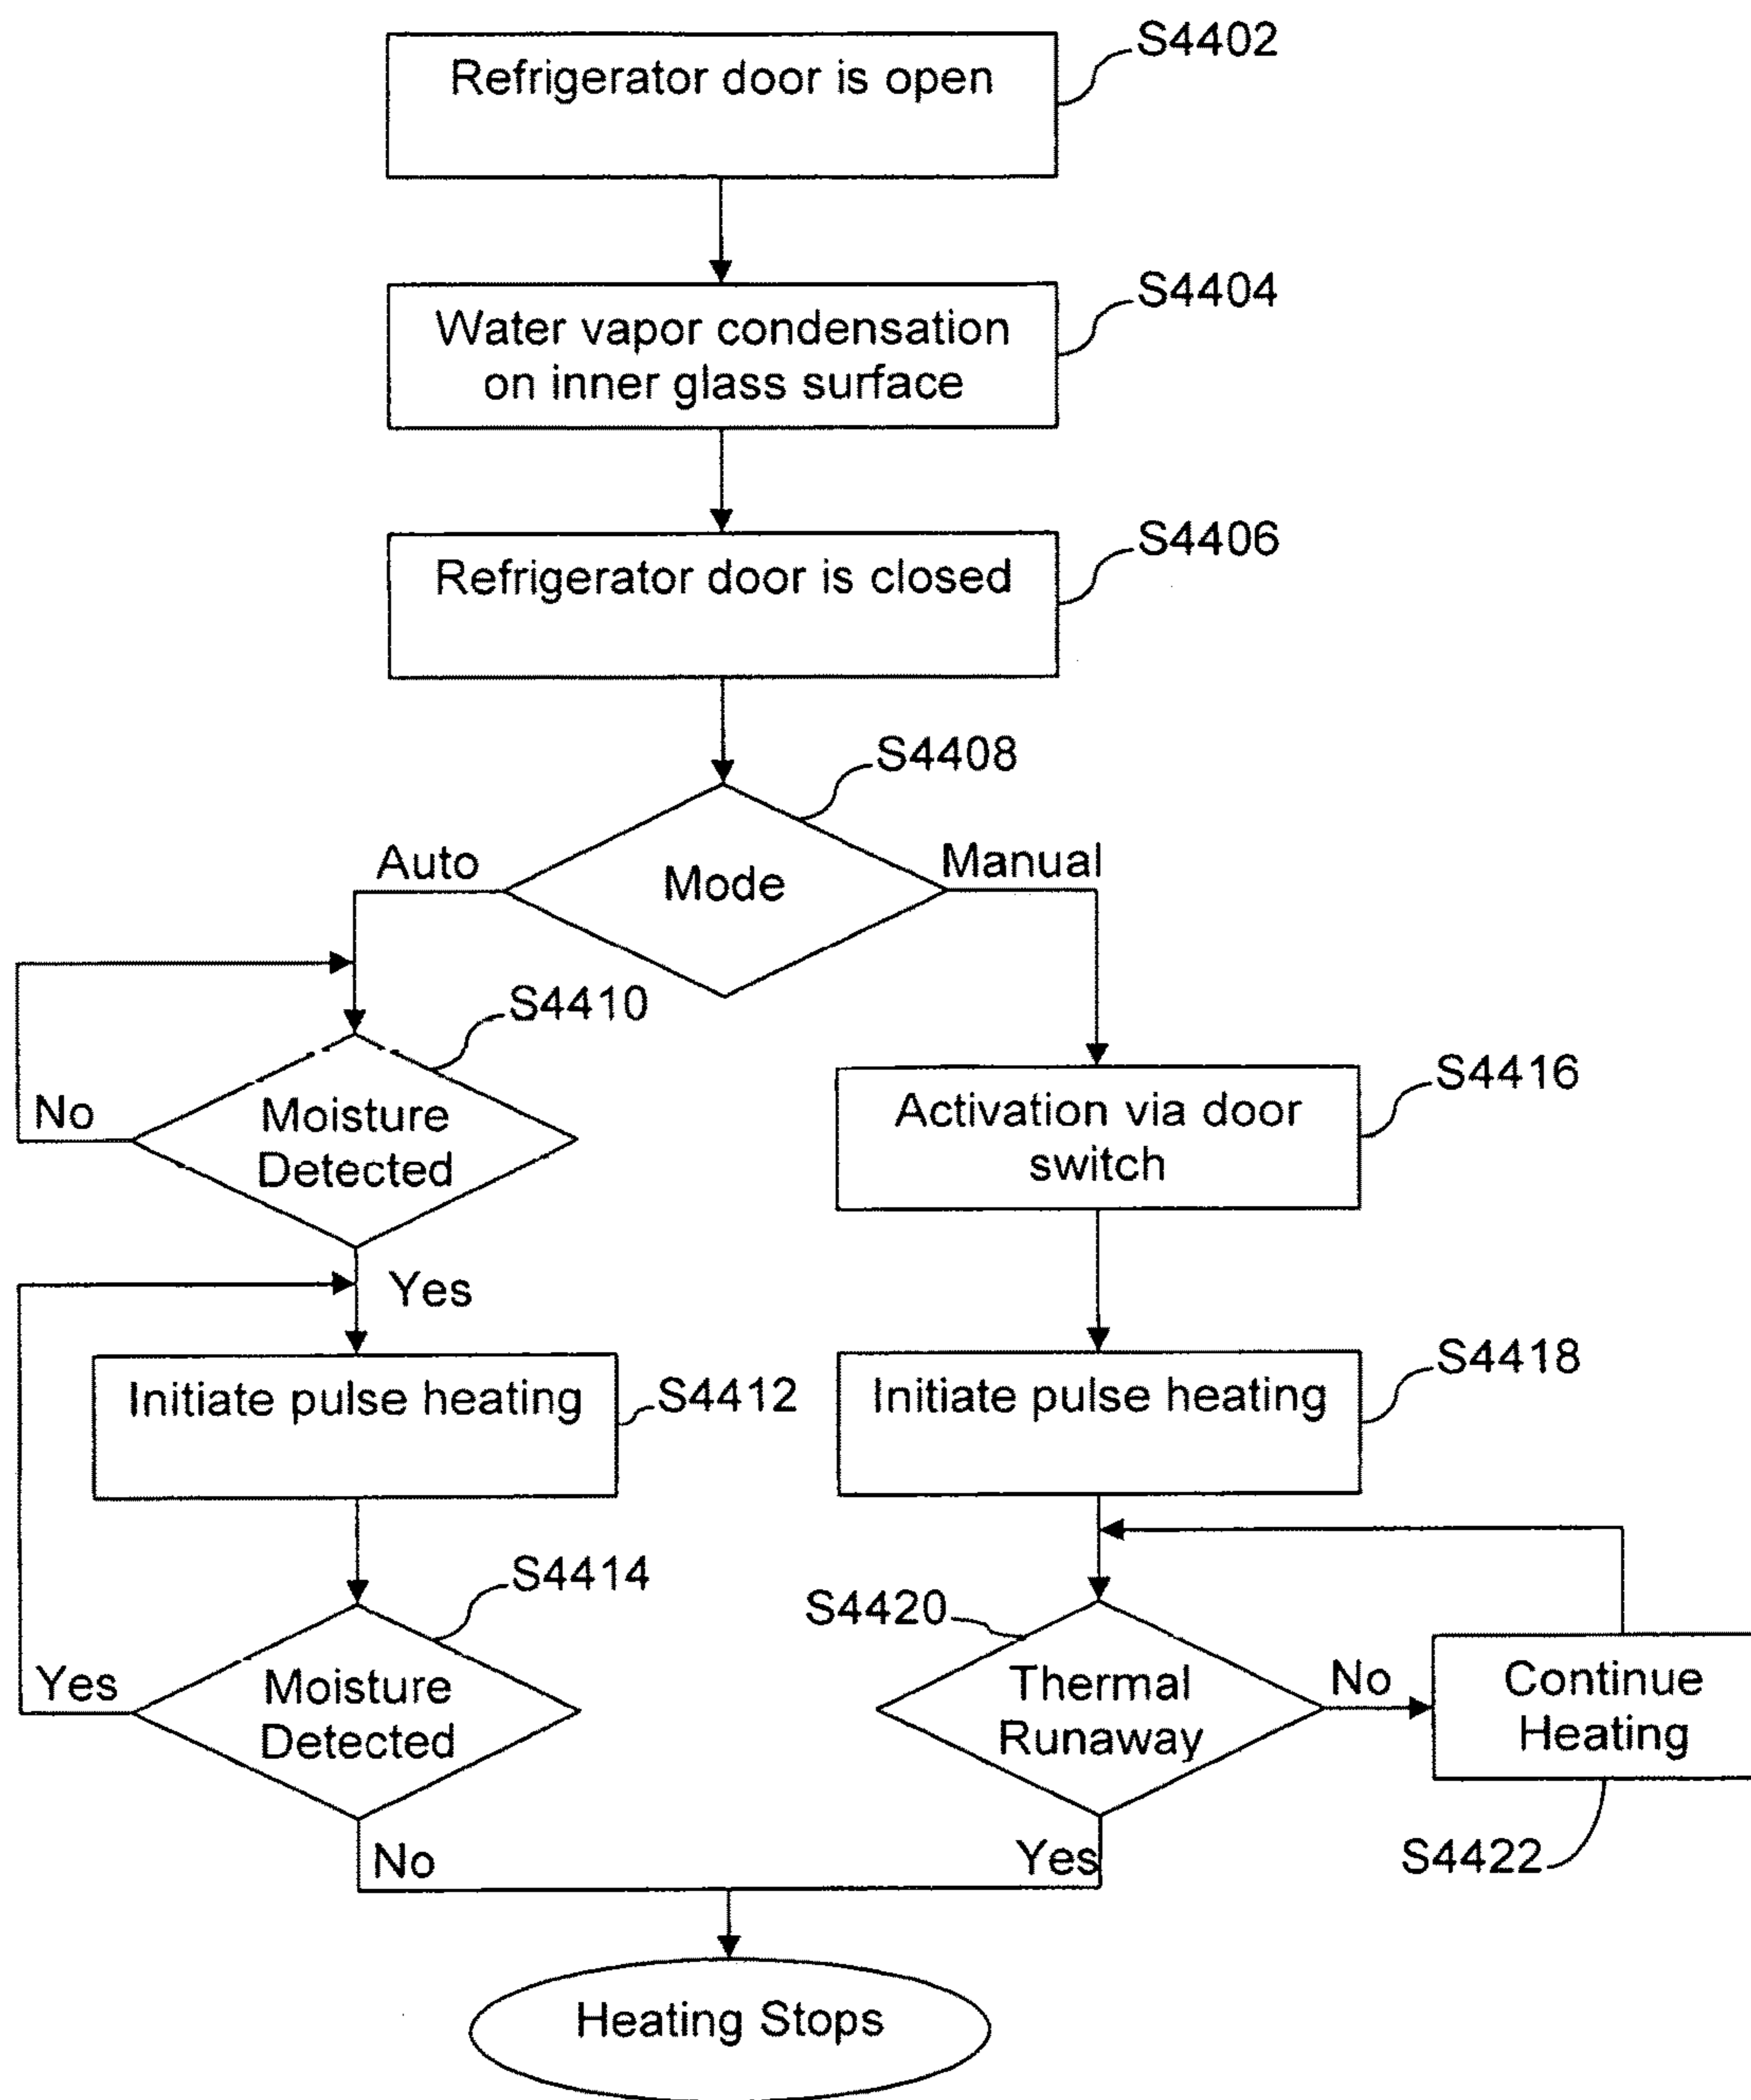 S4402
Refrigerator door is open
S4404
Water vapor condensation
on inner glass surface
S4406
Refrigerator door is closed
S4408
Auto
Mode
Manual
S4410
No
Moisture
Detected
Yes
S4416
Activation via door
switch
Initiate pulse heating
S4412
Initiate pulse heating
S4418
S4414
Yes
Moisture
Detected
No
S4420
Thermal
Runaway
No
Continue
Heating
S4422
Yes
Heating Stops